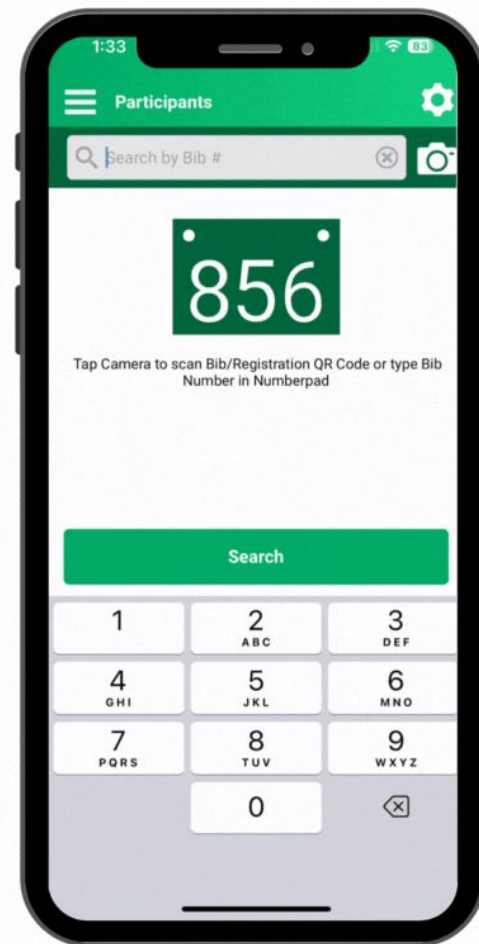 1:33
83
Participants
Search by Bib #
856
Tap Camera to scan Bib/Registration QR Code or type Bib
Number in Numberpad
Search
1
2
ABC
3
DEF
4
GHI
5
JKL
6
MNO
7
PQRS
8
TUV
9
WXYZ
0